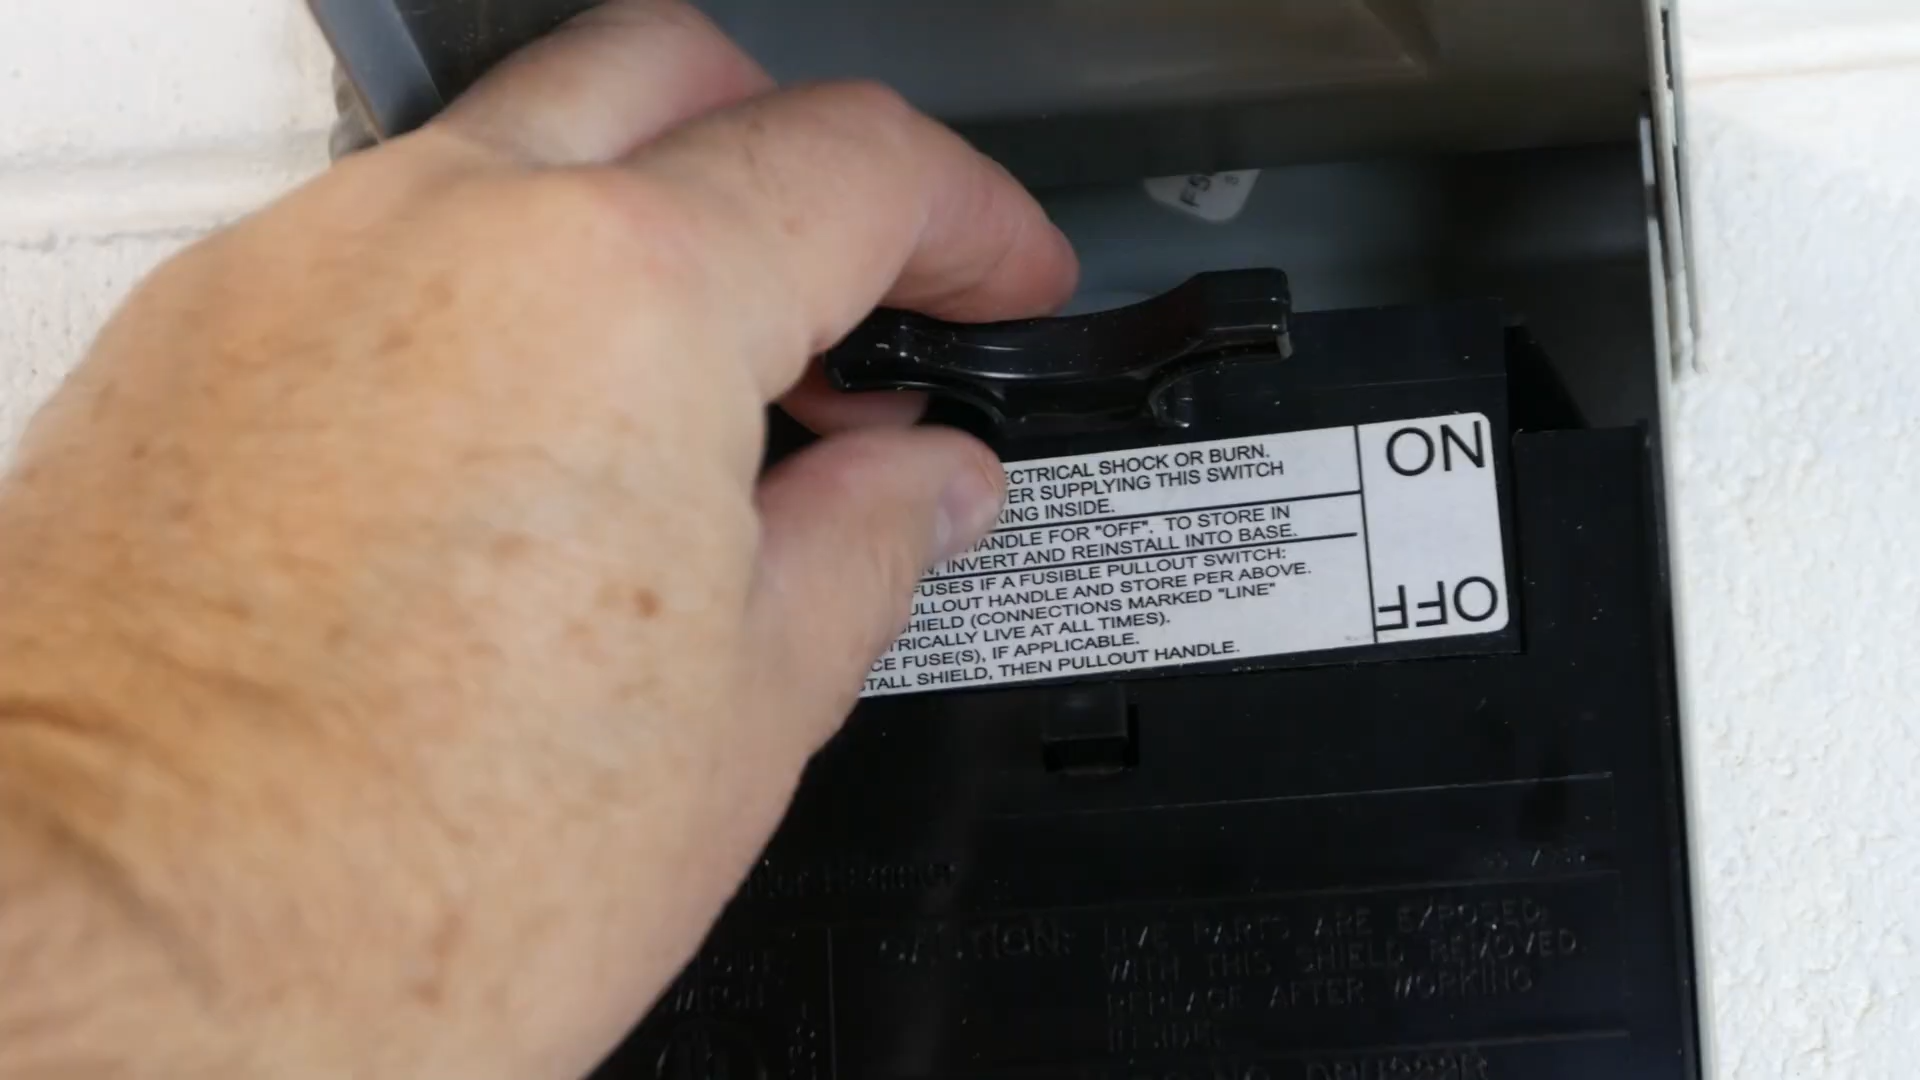 ECTRICAL SHOCK OR BURN.
ER SUPPLYING THIS SWITCH
KING INSIDE.
HANDLE FOR "OFF". TO STORE IN
N, INVERT AND REINSTALL INTO BASE.
FUSES IF A FUSIBLE PULLOUT SWITCH:
ULLOUT HANDLE AND STORE PER ABOVE.
SHIELD (CONNECTIONS MARKED "LINE"
TRICALLY LIVE AT ALL TIMES).
CE FUSE(S), IF APPLICABLE.
STALL SHIELD, THEN PULLOUT HANDLE.
ON
OFF
CAUTION: LIVE PARTS ARE EXPOSED
WITH THIS SHIELD REMOVED.
REPLACE AFTER WORKING
INSIDE.